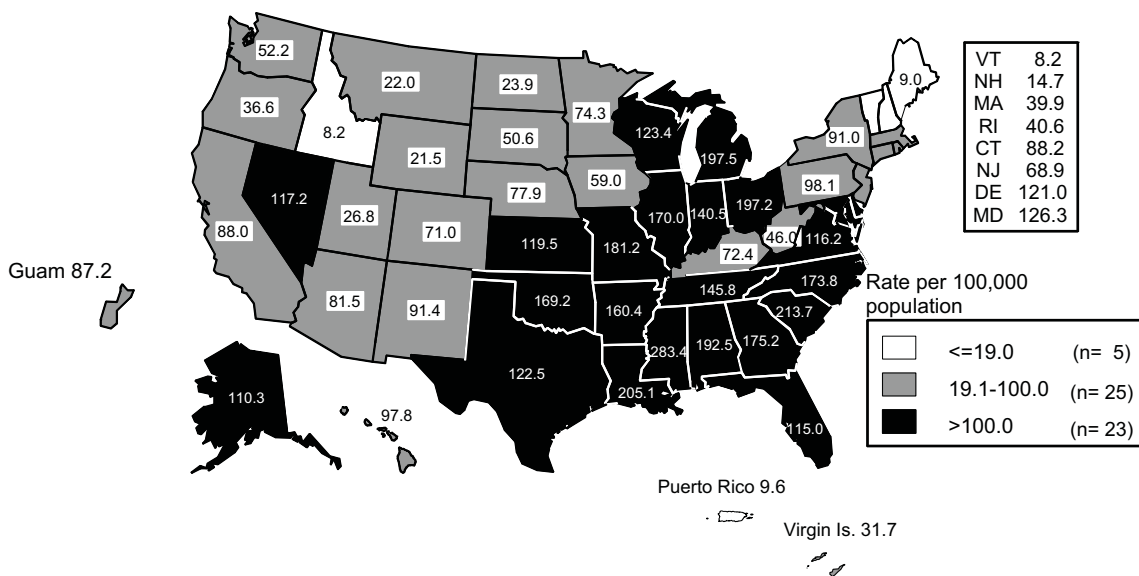 52.2
22.0
23.9
9.0
VT 8.2
NH 14.7
MA 39.9
RI 40.6
CT 88.2
NJ 68.9
DE 121.0
MD 126.3
36.6
8.2
50.6
74.3
123.4
197.5
91.0
21.5
77.9
59.0
98.1
117.2
26.8
71.0
170.0
140.5
197.2
46.0
116.2
88.0
119.5
181.2
72.4
Guam 87.2
81.5
91.4
169.2
160.4
145.8
173.8
213.7
122.5
205.1
283.4
192.5
175.2
110.3
97.8
115.0
Rate per 100,000
population
<=19.0 (n= 5)
19.1-100.0 (n= 25)
>100.0 (n= 23)
Puerto Rico 9.6
Virgin Is. 31.7